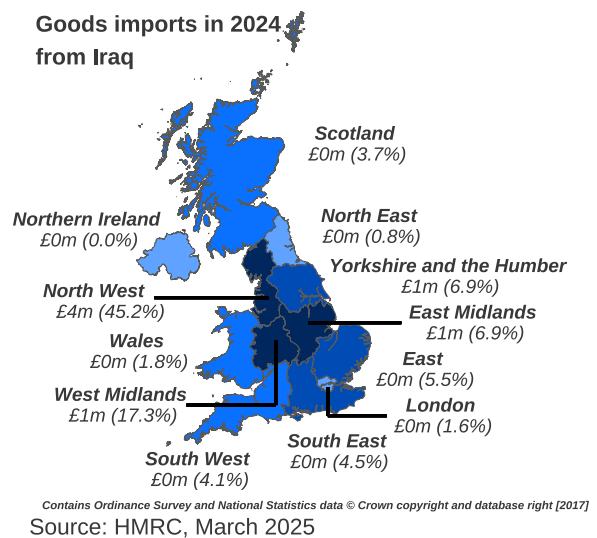 Goods imports in 2024
from Iraq
Scotland
£0m (3.7%)
Northern Ireland
£0m (0.0%)
North East
£0m (0.8%)
Yorkshire and the Humber
£1m (6.9%)
North West
£4m (45.2%)
East Midlands
£1m (6.9%)
Wales
£0m (1.8%)
East
£0m (5.5%)
West Midlands
£1m (17.3%)
London
£0m (1.6%)
South East
£0m (4.5%)
South West
£0m (4.1%)
Contains Ordinance Survey and National Statistics data © Crown copyright and database right [2017]
Source: HMRC, March 2025